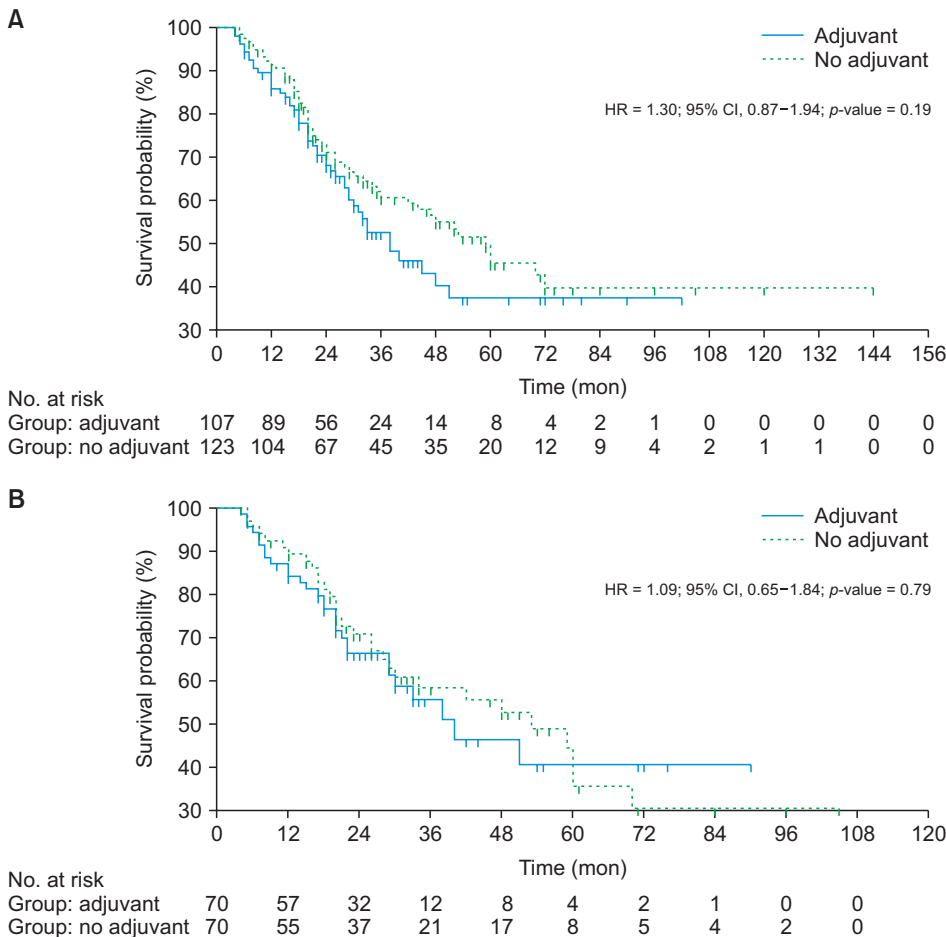 A
100
90
80
70
60
50
40
30
Survival probability (%)
Adjuvant
No adjuvant
HR = 1.30; 95% CI, 0.87−1.94; p-value = 0.19
0 12 24 36 48 60 72 84 96 108 120 132 144 156
Time (mon)
No. at risk
Group: adjuvant 107 89 56 24 14 8 4 2 1 0 0 0 0 0
Group: no adjuvant 123 104 67 45 35 20 12 9 4 2 1 1 0 0
B
100
90
80
70
60
50
40
30
Survival probability (%)
Adjuvant
No adjuvant
HR = 1.09; 95% CI, 0.65−1.84; p-value = 0.79
0 12 24 36 48 60 72 84 96 108 120
Time (mon)
No. at risk
Group: adjuvant 70 57 32 12 8 4 2 1 0 0
Group: no adjuvant 70 55 37 21 17 8 5 4 2 0